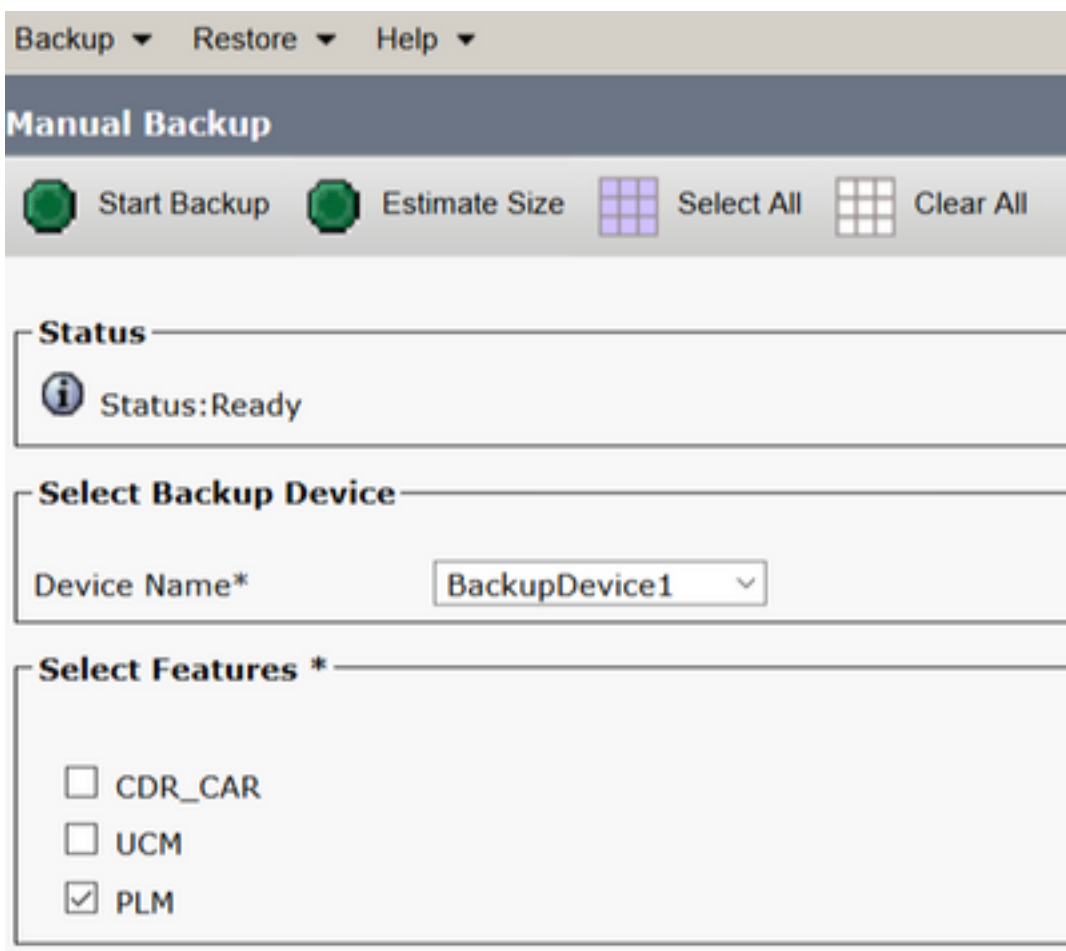 Backup Restore Help
Manual Backup
Start Backup Estimate Size Select All Clear All
Status
Status:Ready
Select Backup Device
Device Name* BackupDevice1
Select Features *
CDR_CAR
UCM
PLM